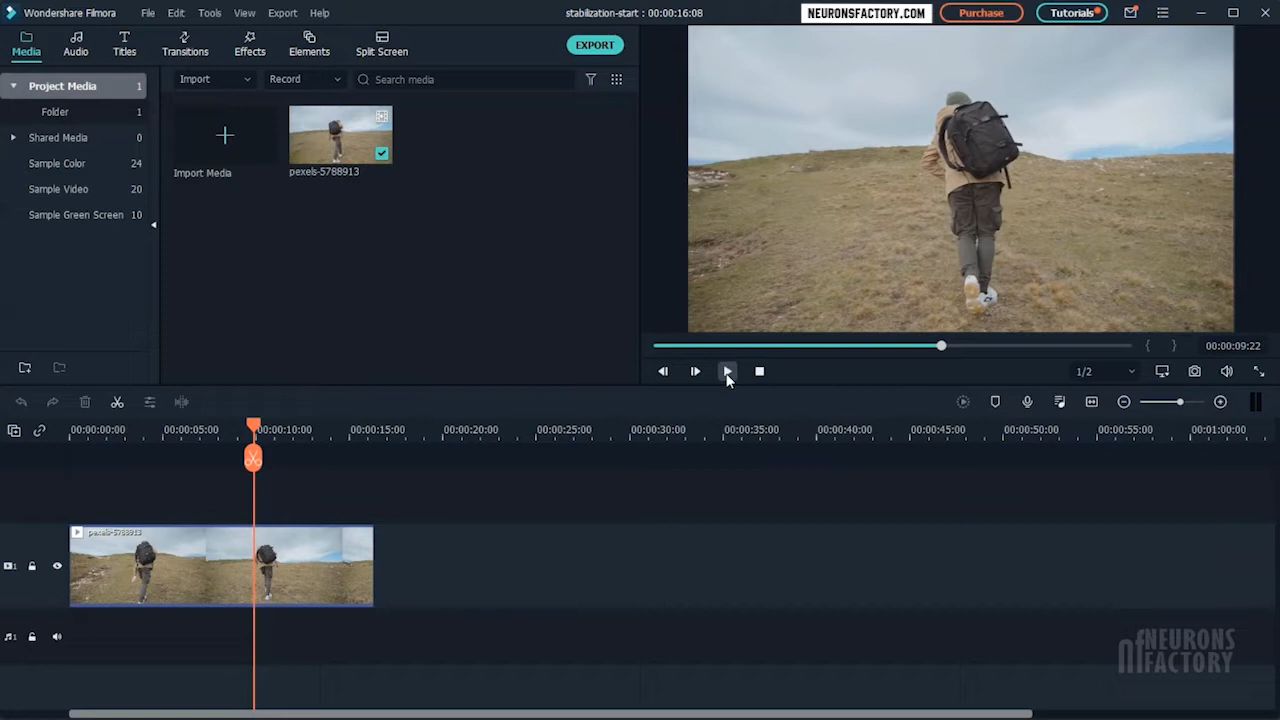 Wondershare Filmora File Edit Tools View Export Help stabilization-start : 00:00:16:08 NEURONSFACTORY.COM Purchase Tutorials
Media Audio Titles Transitions Effects Elements Split Screen EXPORT
Project Media 1
Folder 1
Shared Media 0
Sample Color 24
Sample Video 20
Sample Green Screen 10
Import Record Search media
Import Media pexels-5788913
00:00:09:22
1/2
00:00:00:00 00:00:05:00 00:00:10:00 00:00:15:00 00:00:20:00 00:00:25:00 00:00:30:00 00:00:35:00 00:00:40:00 00:00:45:00 00:00:50:00 00:00:55:00 00:01:00:00
pexels-5788913
1
1
nf NEURONS
FACTORY